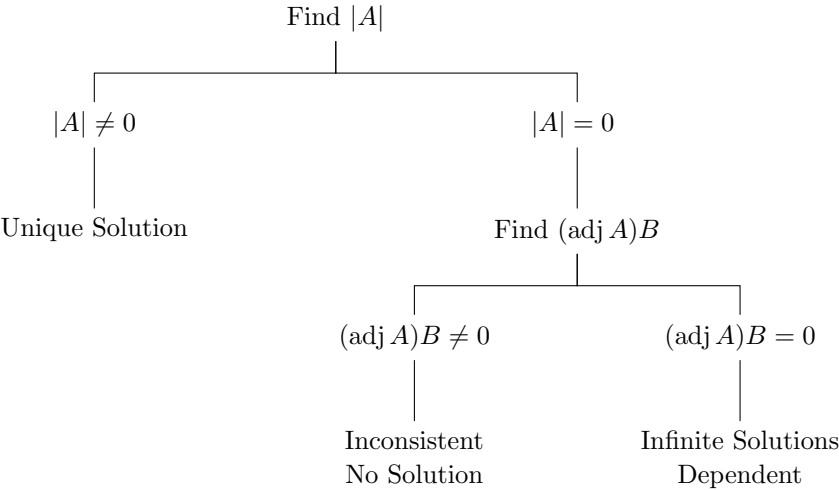 Find |A|
|A| ≠ 0
|A| = 0
Unique Solution
Find (adj A)B
(adj A)B ≠ 0
(adj A)B = 0
Inconsistent
No Solution
Infinite Solutions
Dependent